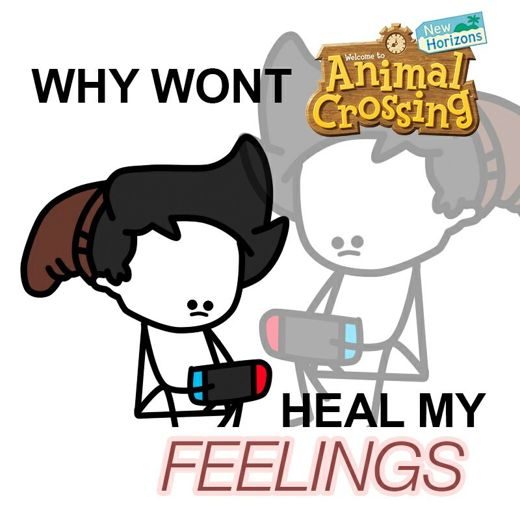 WHY WONT
Welcome to
Animal
Crossing
New
Horizons
HEAL MY
FEELINGS